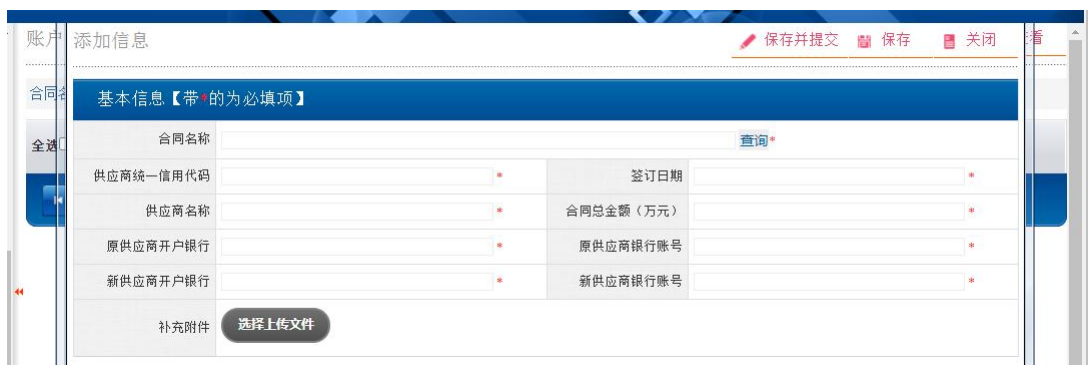 账户
添加信息
保存并提交
保存
关闭
看
合同名
基本信息【带*的为必填项】
全选
合同名称 查询*
供应商统一信用代码 * 签订日期 *
供应商名称 * 合同总金额（万元） *
原供应商开户银行 * 原供应商银行账号 *
新供应商开户银行 * 新供应商银行账号 *
补充附件 选择上传文件